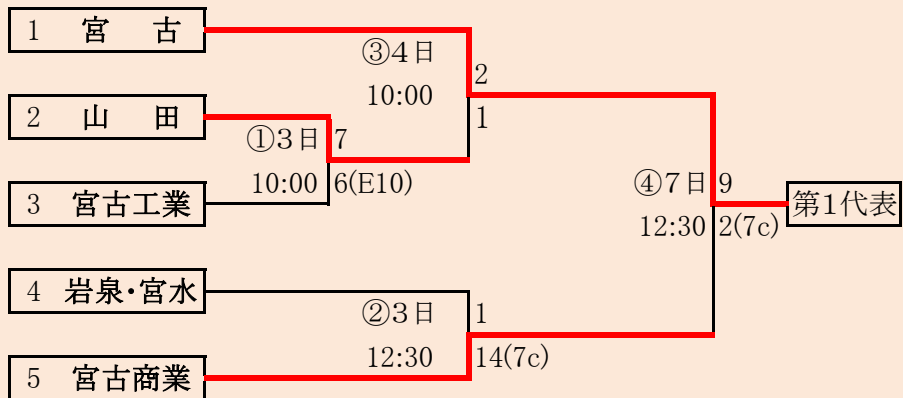 1 宮 古
③4日
2
10:00
1
2 山 田
①3日 7
10:00 6(E10)
3 宮古工業
④7日 9
12:30 2(7c)
第1代表
4 岩泉・宮水
②3日 1
12:30 14(7c)
5 宮古商業